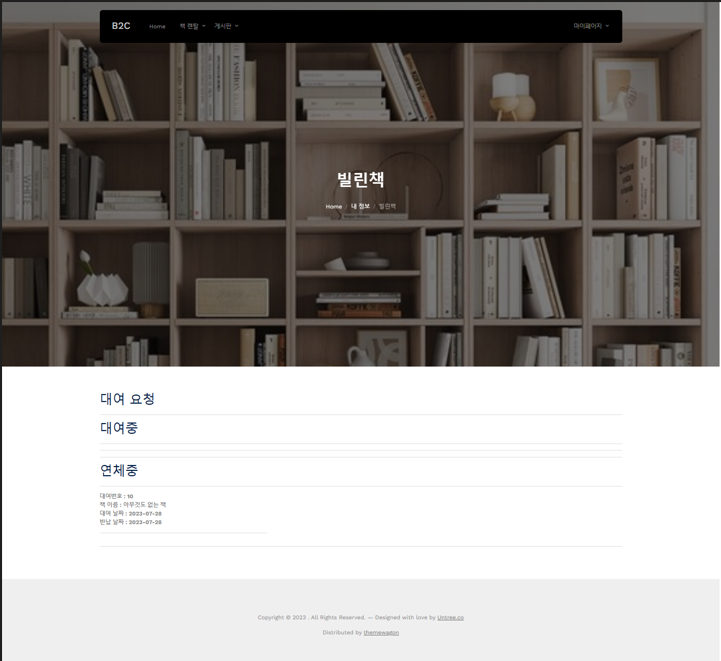 B2C Home 책 렌탈 게시판 마이페이지
빌린책
Home / 내 정보 / 빌린책
대여 요청
대여중
연체중
대여번호 : 10
책 이름 : 아무것도 없는 책
대여 날짜 : 2023-07-28
반납 날짜 : 2023-07-28
Copyright © 2023 . All Rights Reserved. — Designed with love by Untree.co
Distributed by themewagon